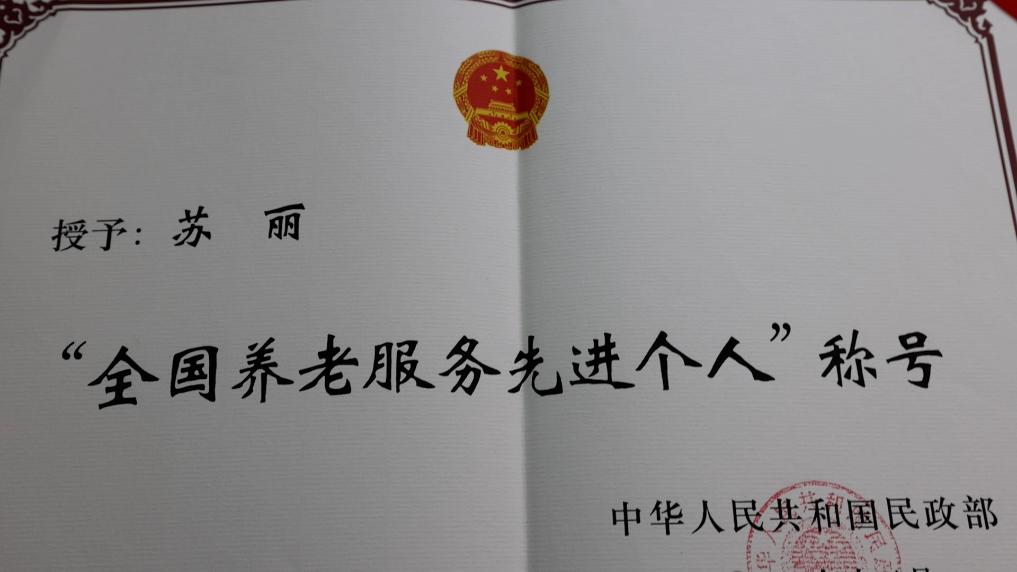 授予：苏 丽
“全国养老服务先进个人”称号
中华人民共和国民政部